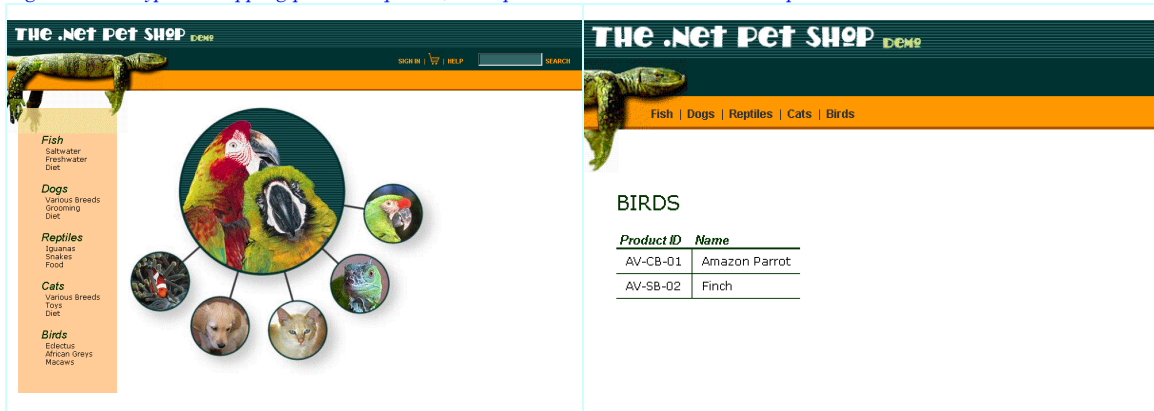 THE .NET PET SHOP DEMO
SIGN IN | | HELP SEARCH
Fish
Saltwater
Freshwater
Diet
Dogs
Various Breeds
Grooming
Diet
Reptiles
Iguanas
Snakes
Food
Cats
Various Breeds
Toys
Diet
Birds
Eclectus
African Greys
Macaws
THE .NET PET SHOP DEMO
Fish | Dogs | Reptiles | Cats | Birds
BIRDS
Product ID Name
AV-CB-01 Amazon Parrot
AV-SB-02 Finch